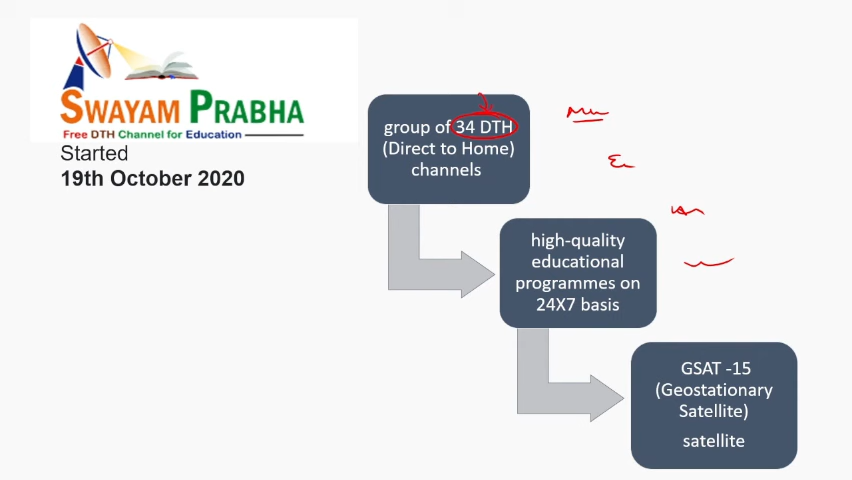 SWAYAM PRABHA
Free DTH Channel for Education
Started
19th October 2020
group of 34 DTH
(Direct to Home)
channels
high-quality
educational
programmes on
24X7 basis
GSAT -15
(Geostationary
Satellite)
satellite